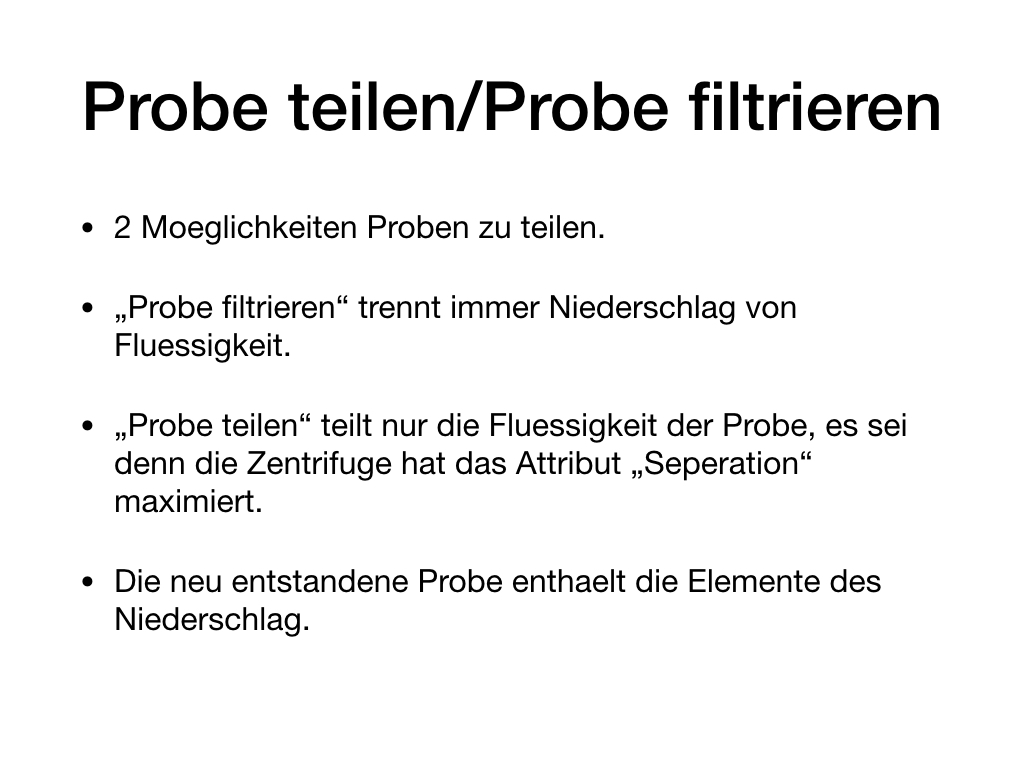 Probe teilen/Probe filtrieren
• 2 Moeglichkeiten Proben zu teilen.
• „Probe filtrieren“ trennt immer Niederschlag von
Fluessigkeit.
• „Probe teilen“ teilt nur die Fluessigkeit der Probe, es sei
denn die Zentrifuge hat das Attribut „Seperation“
maximiert.
• Die neu entstandene Probe enthaelt die Elemente des
Niederschlag.